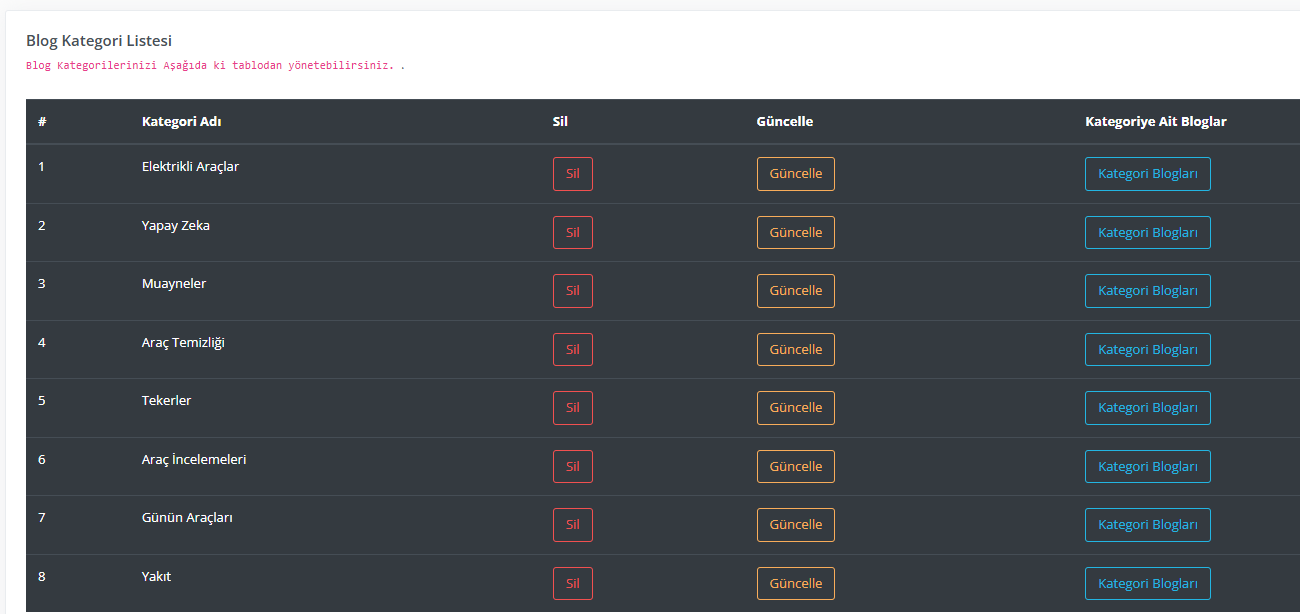 Blog Kategori Listesi
Blog Kategorilerinizi Aşağıda ki tablodan yönetebilirsiniz. .
# Kategori Adı Sil Güncelle Kategoriye Ait Bloglar
1 Elektrikli Araçlar Sil Güncelle Kategori Blogları
2 Yapay Zeka Sil Güncelle Kategori Blogları
3 Muayneler Sil Güncelle Kategori Blogları
4 Araç Temizliği Sil Güncelle Kategori Blogları
5 Tekerler Sil Güncelle Kategori Blogları
6 Araç İncelemeleri Sil Güncelle Kategori Blogları
7 Günün Araçları Sil Güncelle Kategori Blogları
8 Yakıt Sil Güncelle Kategori Blogları